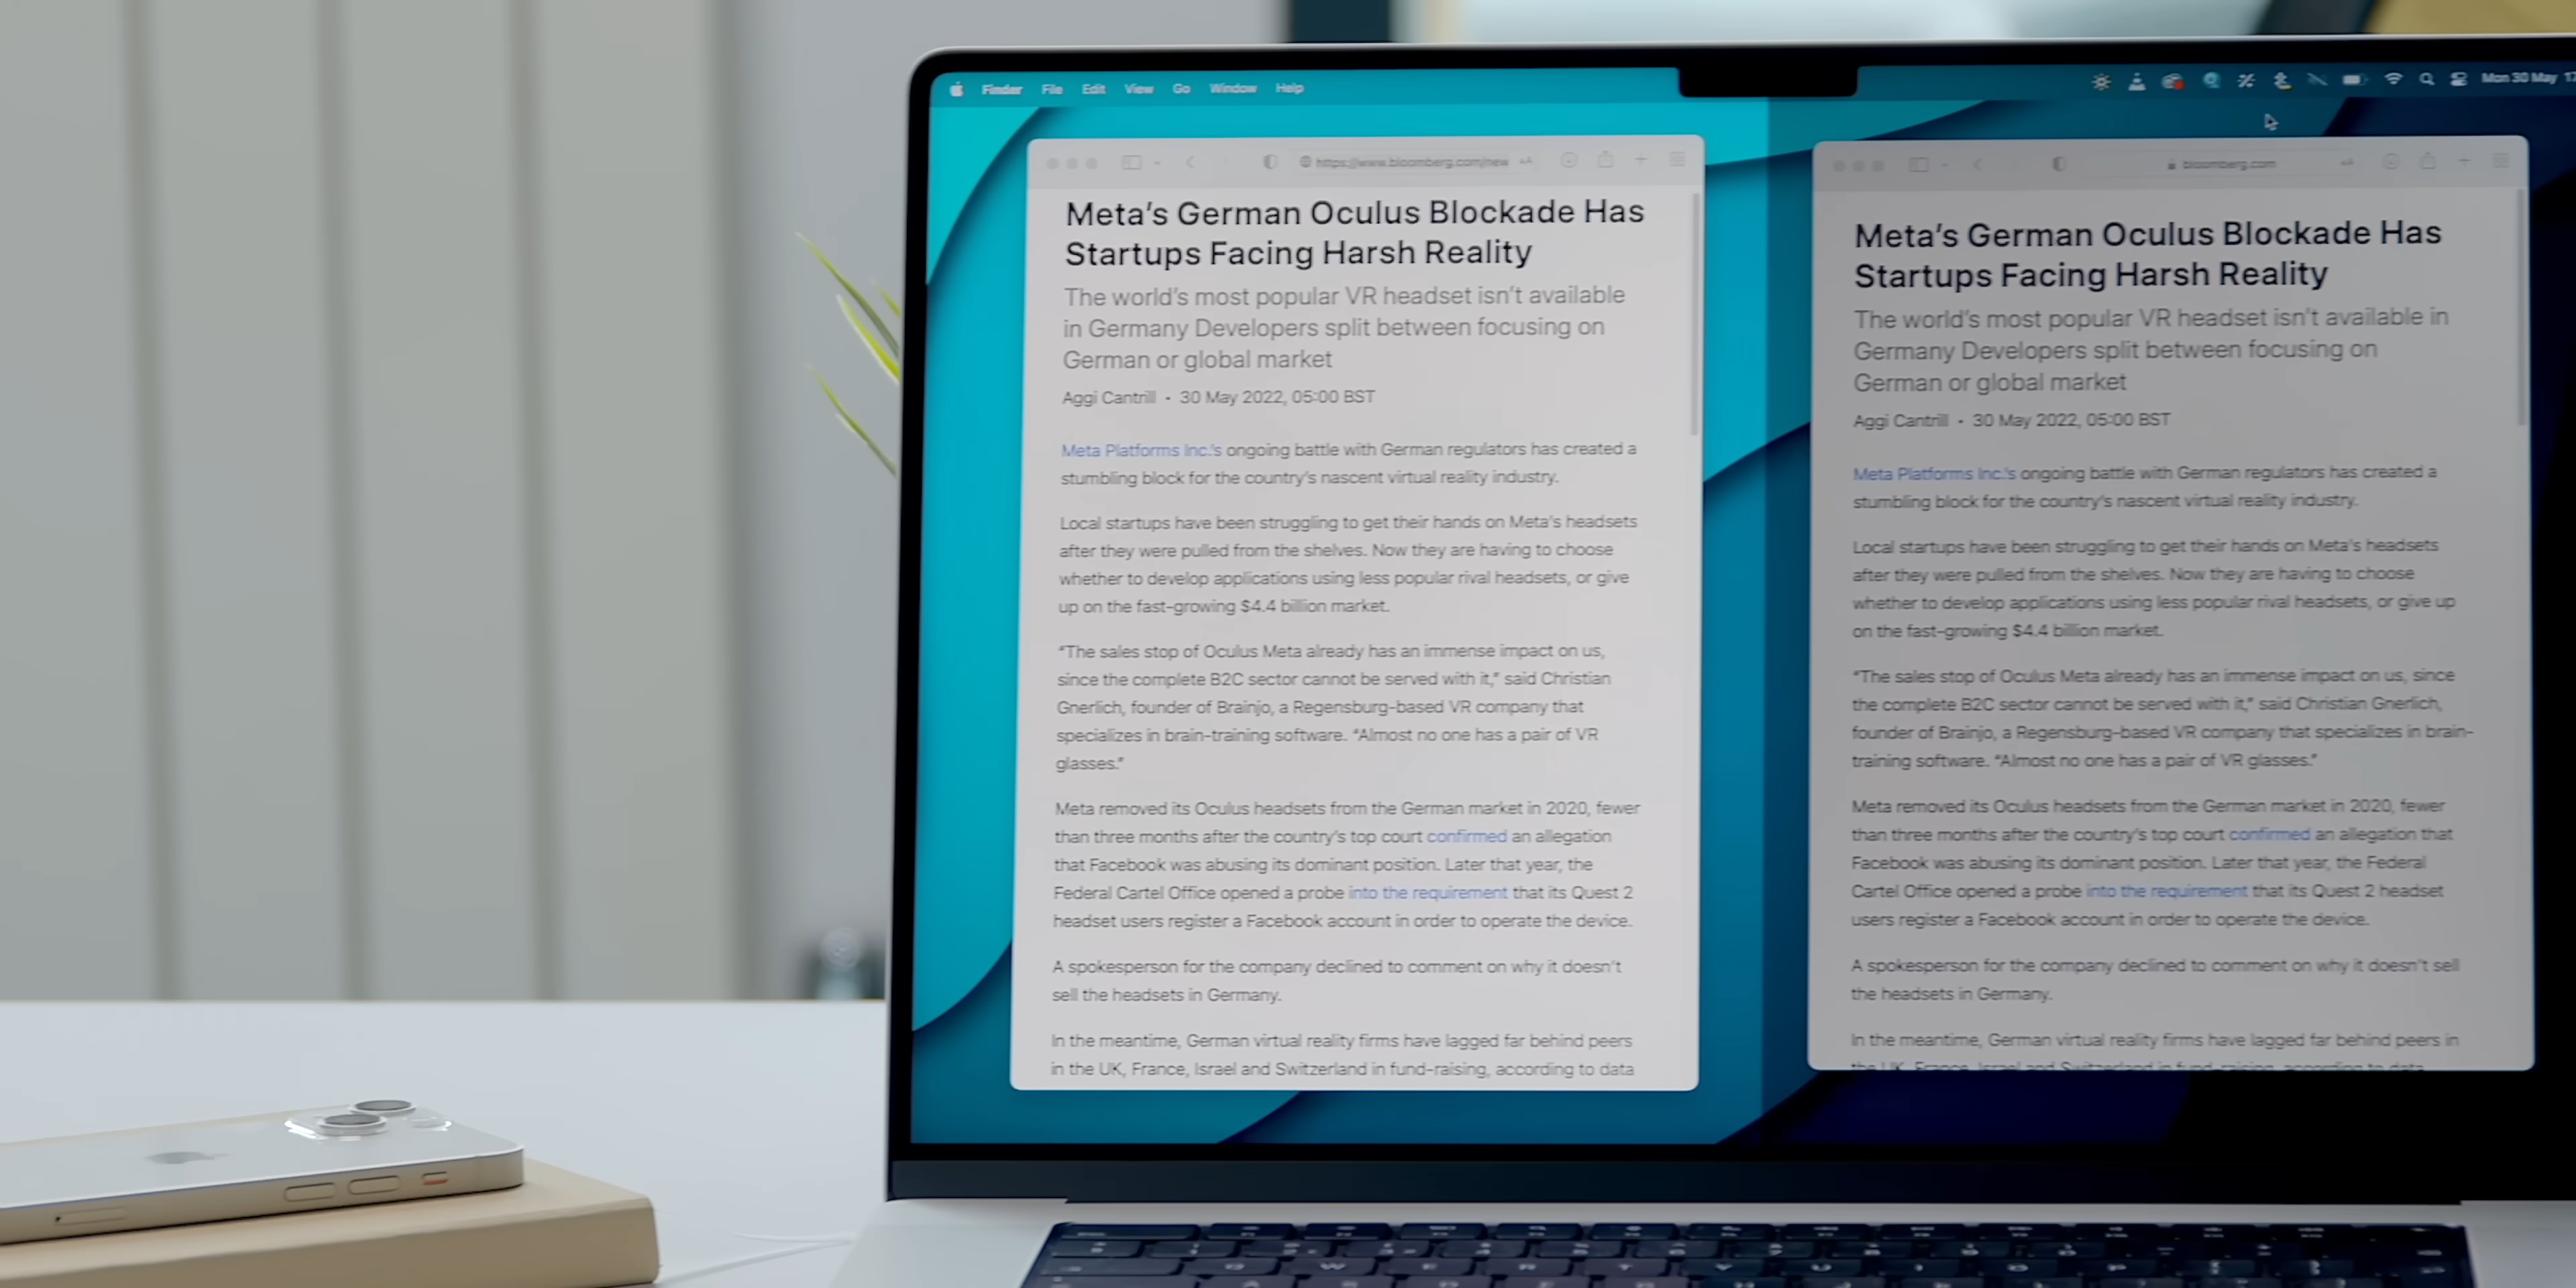 Finder File Edit View Go Window Help
Mon 30 May 17
https://www.bloomberg.com/new
Meta's German Oculus Blockade Has
Startups Facing Harsh Reality
The world's most popular VR headset isn't available
in Germany Developers split between focusing on
German or global market
Aggi Cantrill • 30 May 2022, 05:00 BST
Meta Platforms Inc.'s ongoing battle with German regulators has created a
stumbling block for the country's nascent virtual reality industry.
Local startups have been struggling to get their hands on Meta's headsets
after they were pulled from the shelves. Now they are having to choose
whether to develop applications using less popular rival headsets, or give
up on the fast-growing $4.4 billion market.
"The sales stop of Oculus Meta already has an immense impact on us,
since the complete B2C sector cannot be served with it," said Christian
Gnerlich, founder of Brainjo, a Regensburg-based VR company that
specializes in brain-training software. "Almost no one has a pair of VR
glasses."
Meta removed its Oculus headsets from the German market in 2020, fewer
than three months after the country's top court confirmed an allegation
that Facebook was abusing its dominant position. Later that year, the
Federal Cartel Office opened a probe into the requirement that its Quest 2
headset users register a Facebook account in order to operate the device.
A spokesperson for the company declined to comment on why it doesn't
sell the headsets in Germany.
In the meantime, German virtual reality firms have lagged far behind peers
in the UK, France, Israel and Switzerland in fund-raising, according to data
bloomberg.com
Meta's German Oculus Blockade Has
Startups Facing Harsh Reality
The world's most popular VR headset isn't available in
Germany Developers split between focusing on
German or global market
Aggi Cantrill • 30 May 2022, 05:00 BST
Meta Platforms Inc.'s ongoing battle with German regulators has created a
stumbling block for the country's nascent virtual reality industry.
Local startups have been struggling to get their hands on Meta's headsets
after they were pulled from the shelves. Now they are having to choose
whether to develop applications using less popular rival headsets, or give up
on the fast-growing $4.4 billion market.
"The sales stop of Oculus Meta already has an immense impact on us, since
the complete B2C sector cannot be served with it," said Christian Gnerlich,
founder of Brainjo, a Regensburg-based VR company that specializes in brain-
training software. "Almost no one has a pair of VR glasses."
Meta removed its Oculus headsets from the German market in 2020, fewer
than three months after the country's top court confirmed an allegation that
Facebook was abusing its dominant position. Later that year, the Federal
Cartel Office opened a probe into the requirement that its Quest 2 headset
users register a Facebook account in order to operate the device.
A spokesperson for the company declined to comment on why it doesn't sell
the headsets in Germany.
In the meantime, German virtual reality firms have lagged far behind peers in
the UK, France, Israel and Switzerland in fund-raising, according to data